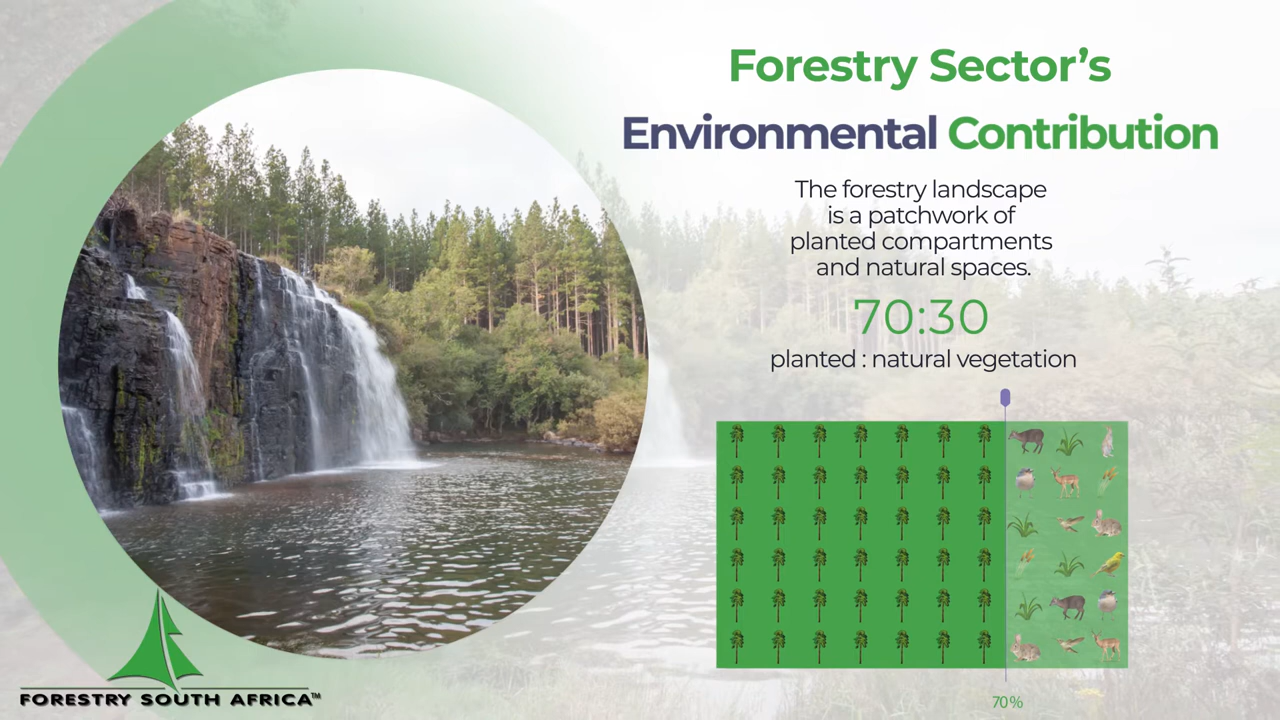 Forestry Sector’s
Environmental Contribution
The forestry landscape
is a patchwork of
planted compartments
and natural spaces.
70:30
planted : natural vegetation
70%
FORESTRY SOUTH AFRICA™